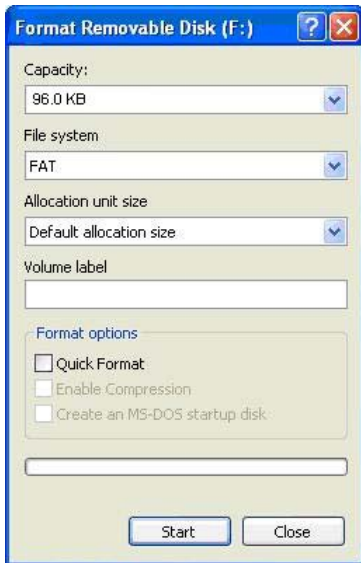 Format Removable Disk (F:)
Capacity:
96.0 KB
File system
FAT
Allocation unit size
Default allocation size
Volume label
Format options
Quick Format
Enable Compression
Create an MS-DOS startup disk
Start
Close